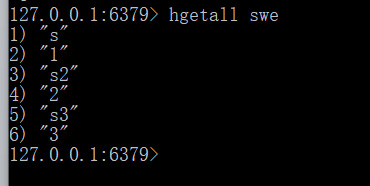 127.0.0.1:6379> hgetall swe
1) "s"
2) "1"
3) "s2"
4) "2"
5) "s3"
6) "3"
127.0.0.1:6379>